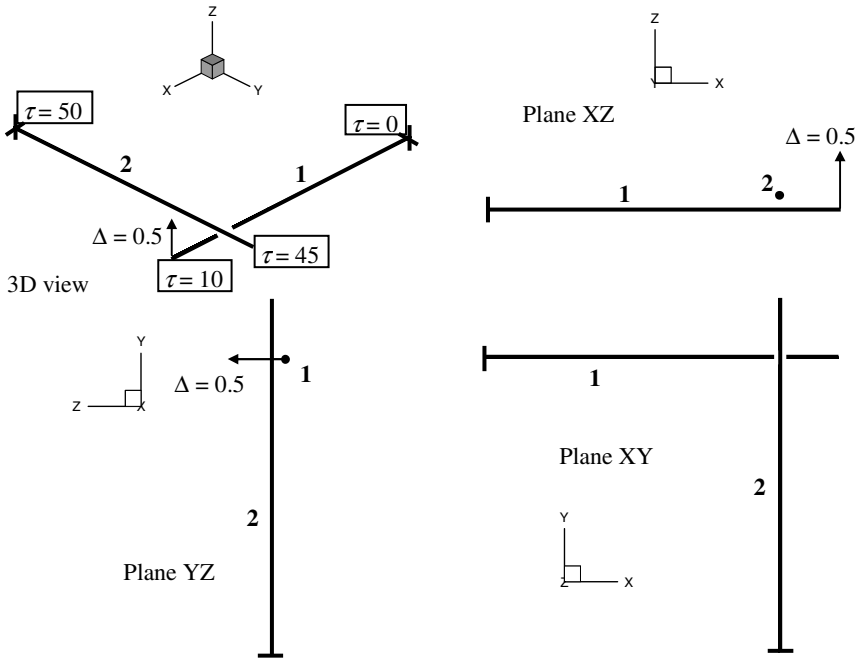 Z
X
Y
τ = 50
τ = 0
2
1
Δ = 0.5
τ = 45
τ = 10
3D view
Z
Y
X
Plane XZ
Δ = 0.5
2
1
Y
Z
X
Δ = 0.5
1
2
Plane YZ
1
Plane XY
2
Y
Z
X